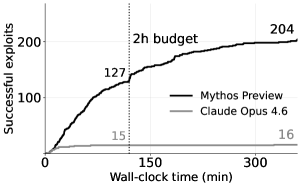 Successful exploits
200
100
0
0
150
300
Wall-clock time (min)
2h budget
127
204
Mythos Preview
Claude Opus 4.6
15
16